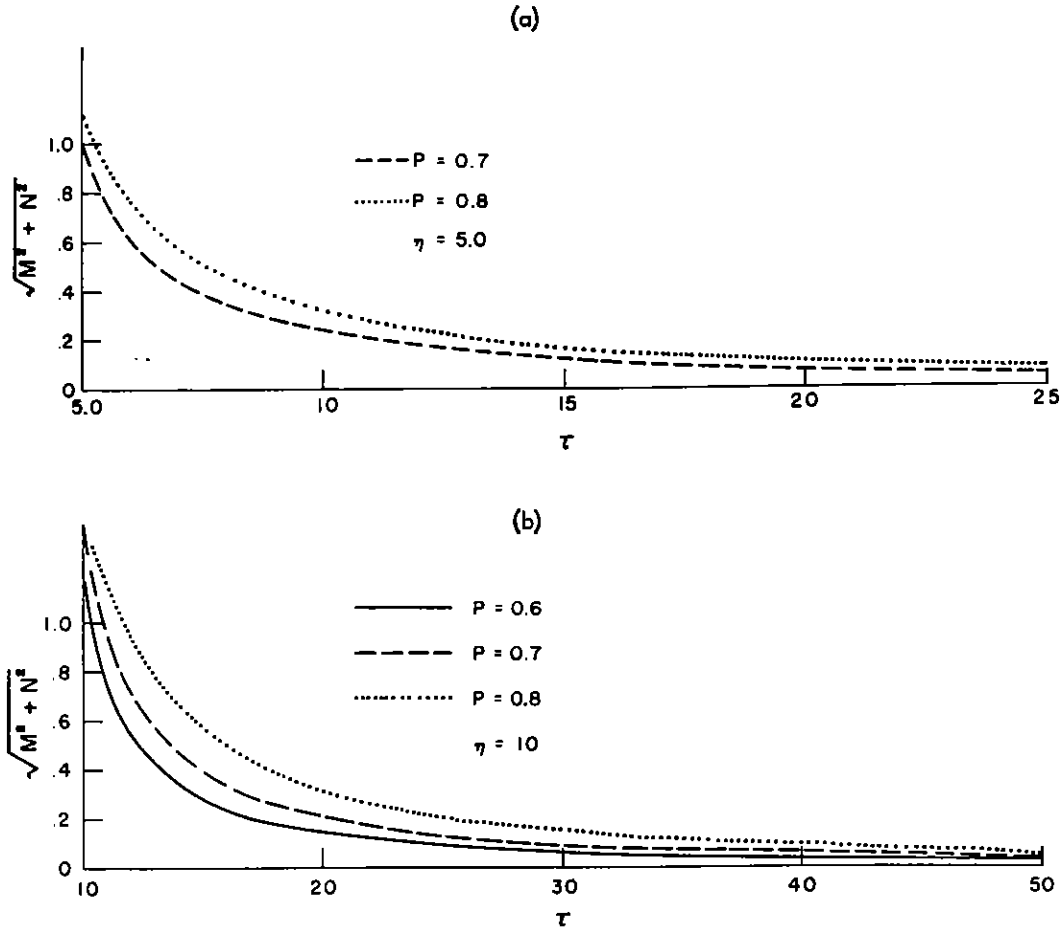 (a)
√M² + N²
1.0
.8
.6
.4
.2
0
P = 0.7
P = 0.8
η = 5.0
5.0 10 15 20 25
τ
(b)
√M² + N²
1.0
.8
.6
.4
.2
0
P = 0.6
P = 0.7
P = 0.8
η = 10
10 20 30 40 50
τ